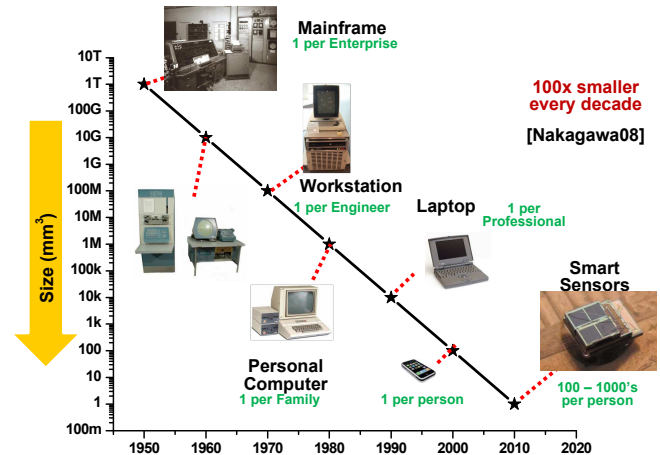 Mainframe
1 per Enterprise
100x smaller
every decade
[Nakagawa08]
Workstation
1 per Engineer
Laptop
1 per
Professional
Smart
Sensors
Personal
Computer
1 per Family
1 per person
100 – 1000's
per person
Size (mm³)
10T
1T
100G
10G
1G
100M
10M
1M
100k
10k
1k
100
10
1
100m
1950
1960
1970
1980
1990
2000
2010
2020